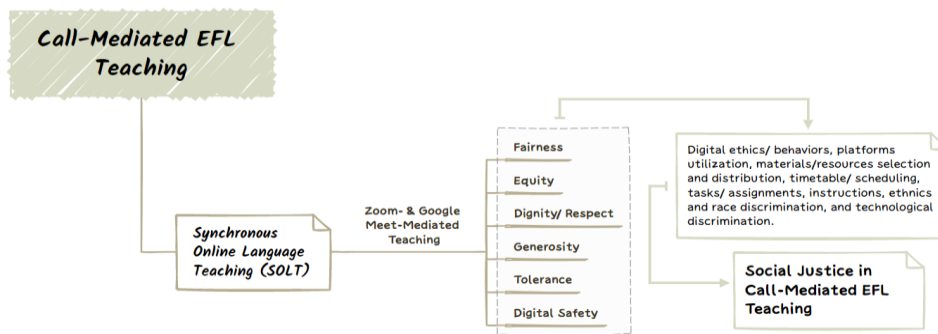 Call-Mediated EFL
Teaching
Synchronous
Online Language
Teaching (SOLT)
Zoom- & Google
Meet-Mediated
Teaching
Fairness
Equity
Dignity/ Respect
Generosity
Tolerance
Digital Safety
Digital ethics/ behaviors, platforms
utilization, materials/resources selection
and distribution, timetable/ scheduling,
tasks/ assignments, instructions, ethnics
and race discrimination, and technological
discrimination.
Social Justice in
Call-Mediated EFL
Teaching